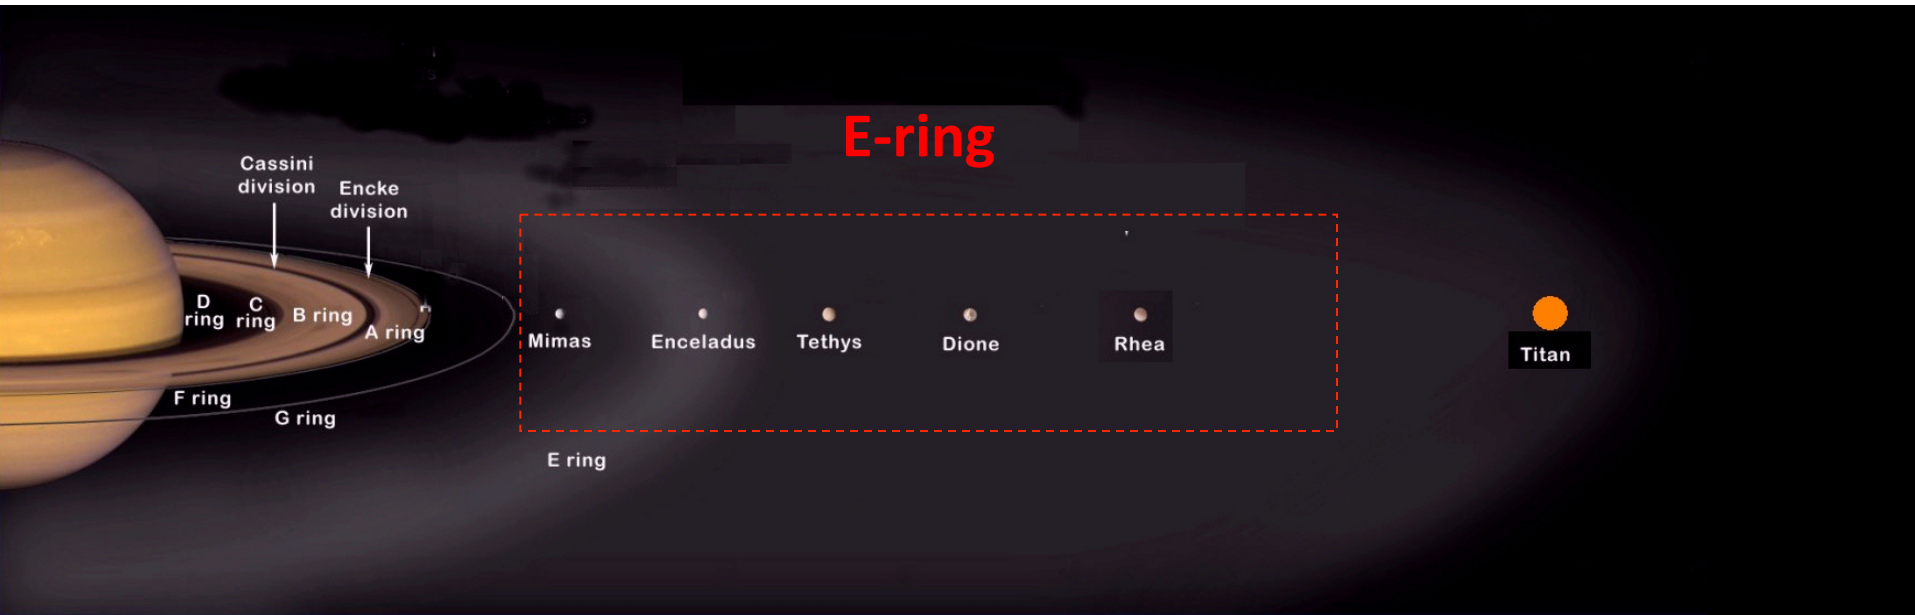 E-ring
Cassini
division
Encke
division
D
ring
C
ring
B ring
A ring
F ring
G ring
Mimas
Enceladus
Tethys
Dione
Rhea
Titan
E ring